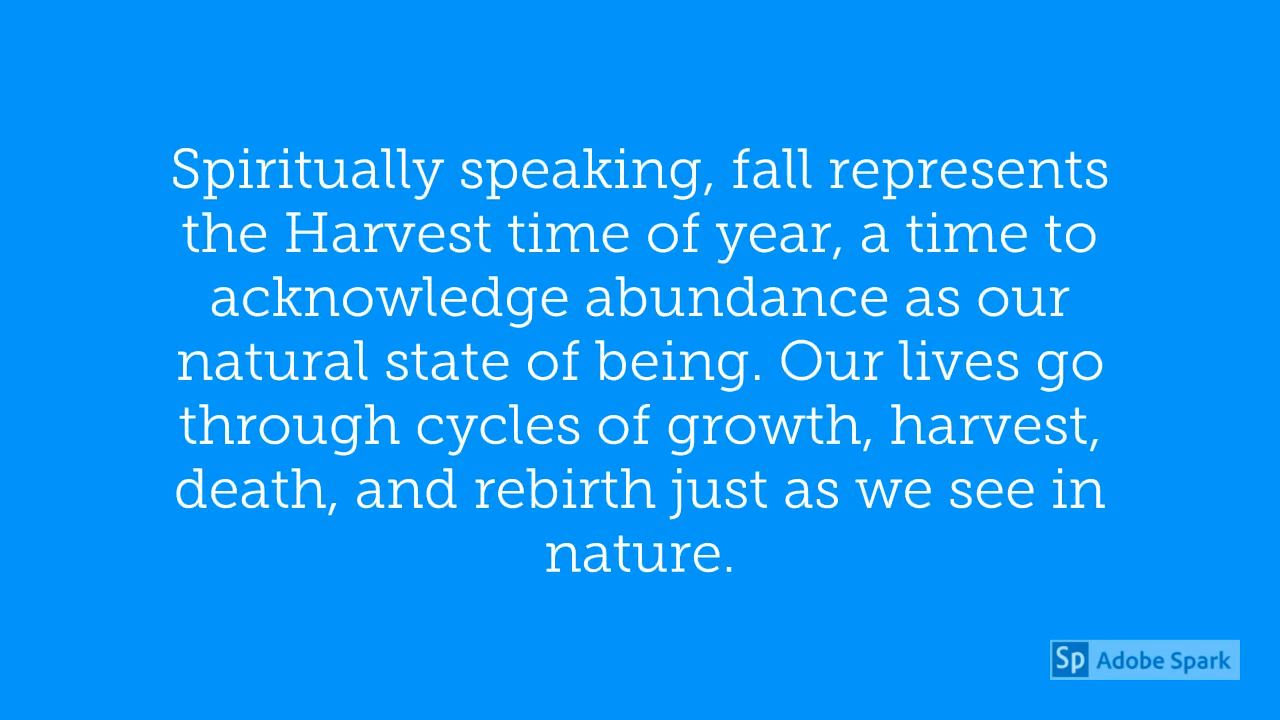 Spiritually speaking, fall represents
the Harvest time of year, a time to
acknowledge abundance as our
natural state of being. Our lives go
through cycles of growth, harvest,
death, and rebirth just as we see in
nature.
Sp Adobe Spark